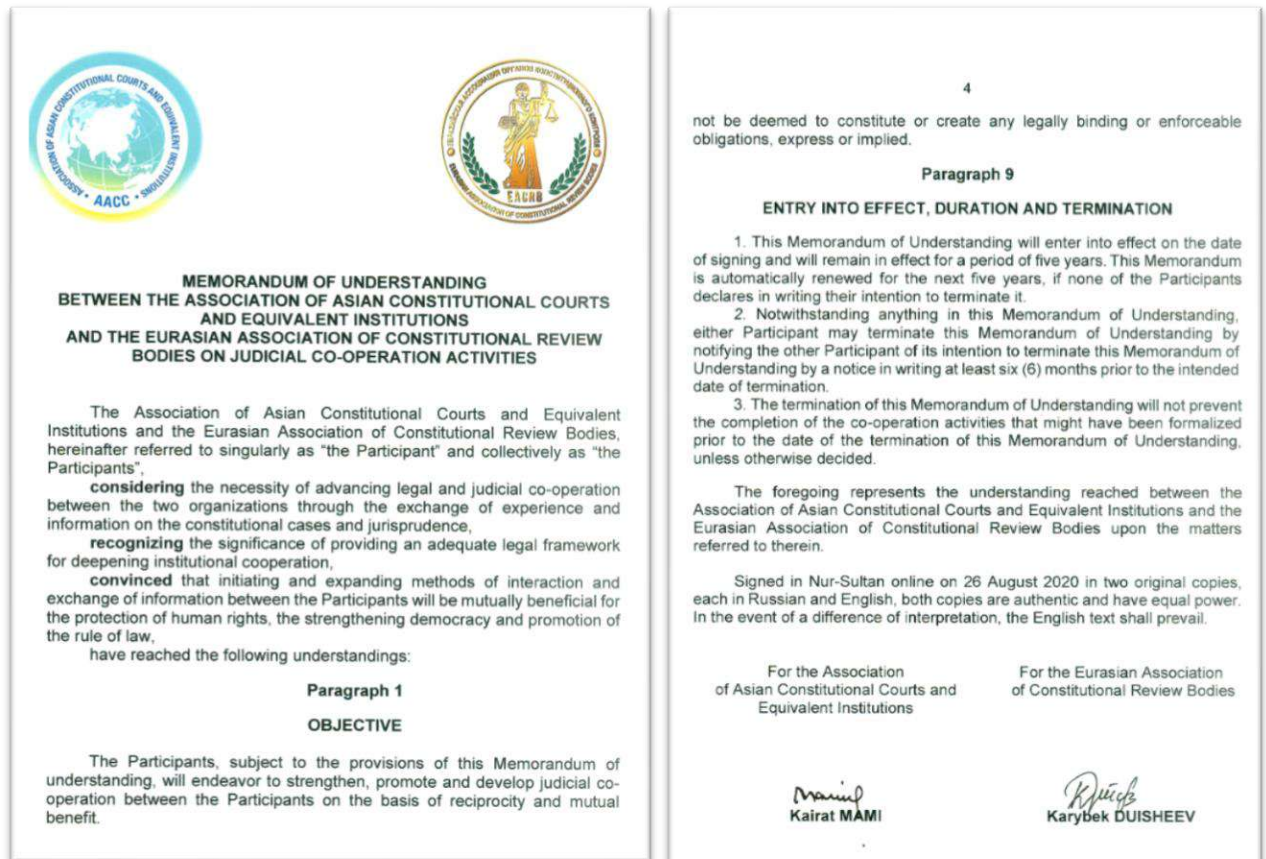 ASSOCIATION OF ASIAN CONSTITUTIONAL COURTS AND EQUIVALENT INSTITUTIONS
• AACC •
ЕВРАЗИЙСКАЯ АССОЦИАЦИЯ ОРГАНОВ КОНСТИТУЦИОННОГО КОНТРОЛЯ
EACRB
EURASIAN ASSOCIATION OF CONSTITUTIONAL REVIEW BODIES
MEMORANDUM OF UNDERSTANDING
BETWEEN THE ASSOCIATION OF ASIAN CONSTITUTIONAL COURTS
AND EQUIVALENT INSTITUTIONS
AND THE EURASIAN ASSOCIATION OF CONSTITUTIONAL REVIEW
BODIES ON JUDICIAL CO-OPERATION ACTIVITIES
The Association of Asian Constitutional Courts and Equivalent
Institutions and the Eurasian Association of Constitutional Review Bodies,
hereinafter referred to singularly as “the Participant” and collectively as “the
Participants”,
considering the necessity of advancing legal and judicial co-operation
between the two organizations through the exchange of experience and
information on the constitutional cases and jurisprudence,
recognizing the significance of providing an adequate legal framework
for deepening institutional cooperation,
convinced that initiating and expanding methods of interaction and
exchange of information between the Participants will be mutually beneficial for
the protection of human rights, the strengthening democracy and promotion of
the rule of law,
have reached the following understandings:
Paragraph 1
OBJECTIVE
The Participants, subject to the provisions of this Memorandum of
understanding, will endeavor to strengthen, promote and develop judicial co-
operation between the Participants on the basis of reciprocity and mutual
benefit.
4
not be deemed to constitute or create any legally binding or enforceable
obligations, express or implied.
Paragraph 9
ENTRY INTO EFFECT, DURATION AND TERMINATION
1. This Memorandum of Understanding will enter into effect on the date
of signing and will remain in effect for a period of five years. This Memorandum
is automatically renewed for the next five years, if none of the Participants
declares in writing their intention to terminate it.
2. Notwithstanding anything in this Memorandum of Understanding,
either Participant may terminate this Memorandum of Understanding by
notifying the other Participant of its intention to terminate this Memorandum of
Understanding by a notice in writing at least six (6) months prior to the intended
date of termination.
3. The termination of this Memorandum of Understanding will not prevent
the completion of the co-operation activities that might have been formalized
prior to the date of the termination of this Memorandum of Understanding,
unless otherwise decided.
The foregoing represents the understanding reached between the
Association of Asian Constitutional Courts and Equivalent Institutions and the
Eurasian Association of Constitutional Review Bodies upon the matters
referred to therein.
Signed in Nur-Sultan online on 26 August 2020 in two original copies,
each in Russian and English, both copies are authentic and have equal power.
In the event of a difference of interpretation, the English text shall prevail.
For the Association
of Asian Constitutional Courts and
Equivalent Institutions
Kairat MAMI
For the Eurasian Association
of Constitutional Review Bodies
Karybek DUISHEEV